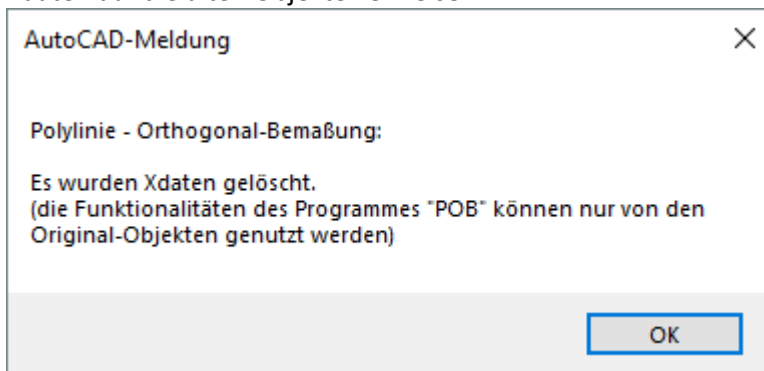 AutoCAD-Meldung
Polylinie - Orthogonal-Bemaßung:
Es wurden Xdaten gelöscht.
(die Funktionalitäten des Programmes "POB" können nur von den
Original-Objekten genutzt werden)
OK